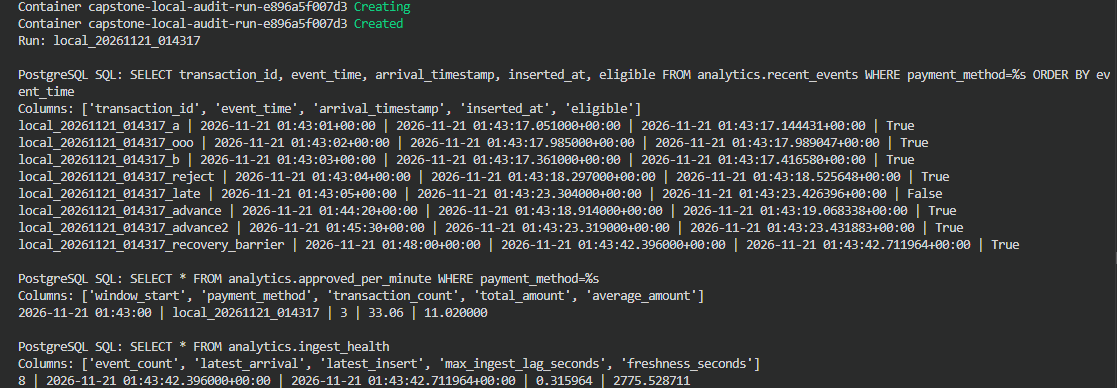 Container capstone-local-audit-run-e896a5f007d3 Creating
Container capstone-local-audit-run-e896a5f007d3 Created
Run: local_20261121_014317
PostgreSQL SQL: SELECT transaction_id, event_time, arrival_timestamp, inserted_at, eligible FROM analytics.recent_events WHERE payment_method=%s ORDER BY ev
ent_time
Columns: ['transaction_id', 'event_time', 'arrival_timestamp', 'inserted_at', 'eligible']
local_20261121_014317_a | 2026-11-21 01:43:01+00:00 | 2026-11-21 01:43:17.051000+00:00 | 2026-11-21 01:43:17.144431+00:00 | True
local_20261121_014317_ooo | 2026-11-21 01:43:02+00:00 | 2026-11-21 01:43:17.985000+00:00 | 2026-11-21 01:43:17.989047+00:00 | True
local_20261121_014317_b | 2026-11-21 01:43:03+00:00 | 2026-11-21 01:43:17.361000+00:00 | 2026-11-21 01:43:17.416580+00:00 | True
local_20261121_014317_reject | 2026-11-21 01:43:04+00:00 | 2026-11-21 01:43:18.297000+00:00 | 2026-11-21 01:43:18.525648+00:00 | True
local_20261121_014317_late | 2026-11-21 01:43:05+00:00 | 2026-11-21 01:43:23.304000+00:00 | 2026-11-21 01:43:23.426396+00:00 | False
local_20261121_014317_advance | 2026-11-21 01:44:20+00:00 | 2026-11-21 01:43:18.914000+00:00 | 2026-11-21 01:43:19.068338+00:00 | True
local_20261121_014317_advance2 | 2026-11-21 01:45:30+00:00 | 2026-11-21 01:43:23.319000+00:00 | 2026-11-21 01:43:23.431883+00:00 | True
local_20261121_014317_recovery_barrier | 2026-11-21 01:48:00+00:00 | 2026-11-21 01:43:42.396000+00:00 | 2026-11-21 01:43:42.711964+00:00 | True
PostgreSQL SQL: SELECT * FROM analytics.approved_per_minute WHERE payment_method=%s
Columns: ['window_start', 'payment_method', 'transaction_count', 'total_amount', 'average_amount']
2026-11-21 01:43:00 | local_20261121_014317 | 3 | 33.06 | 11.020000
PostgreSQL SQL: SELECT * FROM analytics.ingest_health
Columns: ['event_count', 'latest_arrival', 'latest_insert', 'max_ingest_lag_seconds', 'freshness_seconds']
8 | 2026-11-21 01:43:42.396000+00:00 | 2026-11-21 01:43:42.711964+00:00 | 0.315964 | 2775.528711